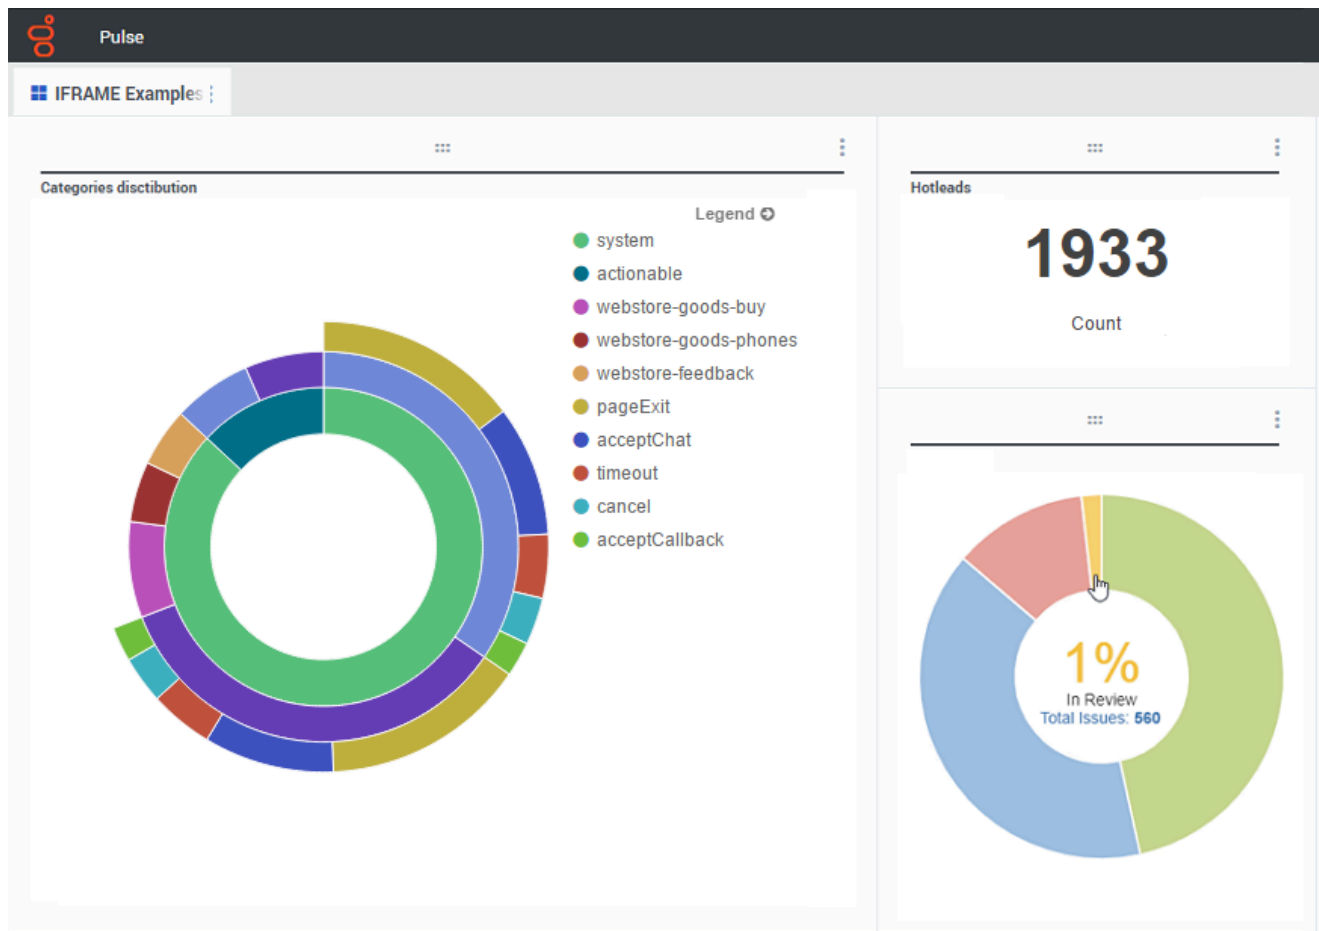 Pulse
IFRAME Examples
Categories disctibution
Legend
system
actionable
webstore-goods-buy
webstore-goods-phones
webstore-feedback
pageExit
acceptChat
timeout
cancel
acceptCallback
Hotleads
1933
Count
1%
In Review
Total Issues: 560